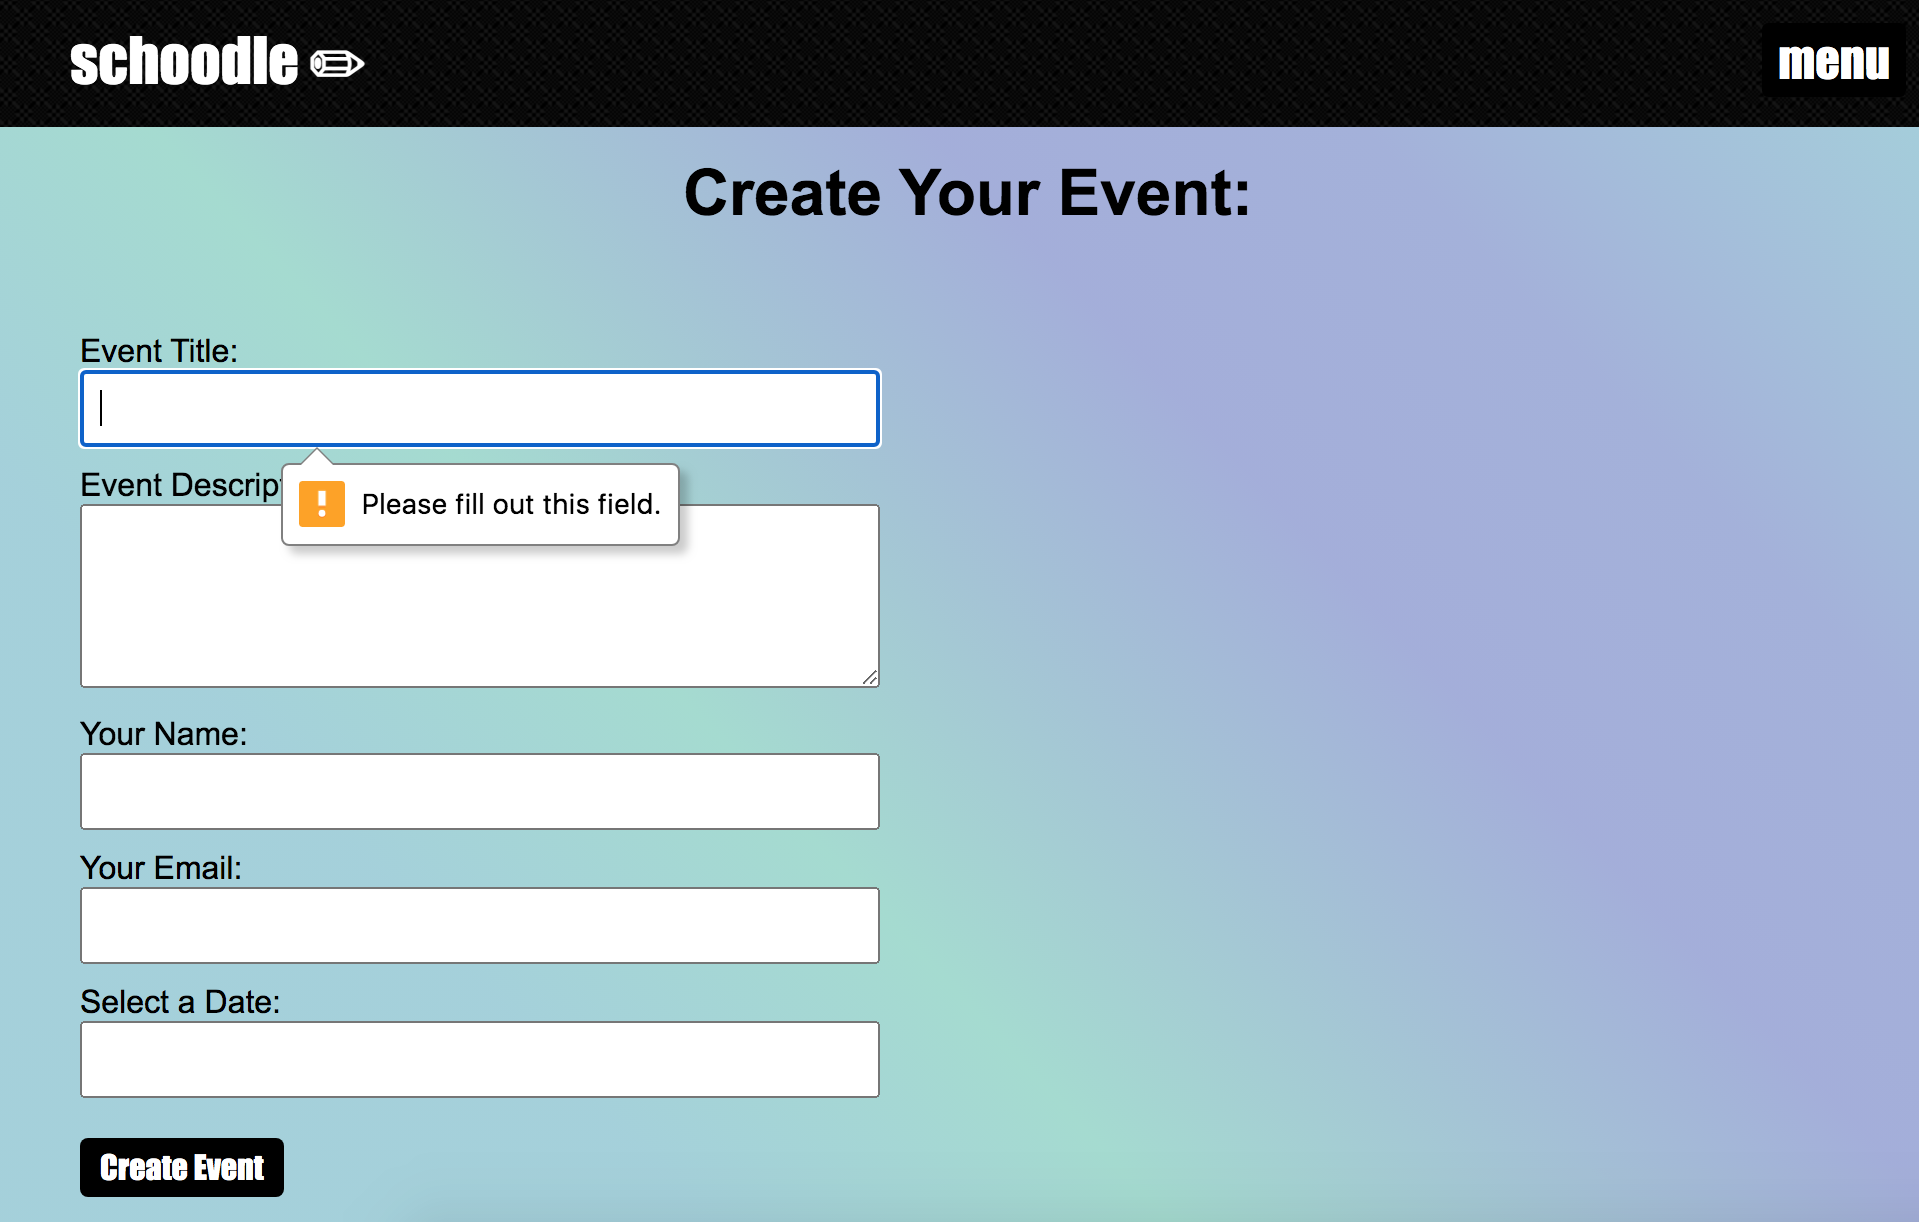 schoodle
menu
Create Your Event:
Event Title:
Please fill out this field.
Event Descrip
Your Name:
Your Email:
Select a Date:
Create Event